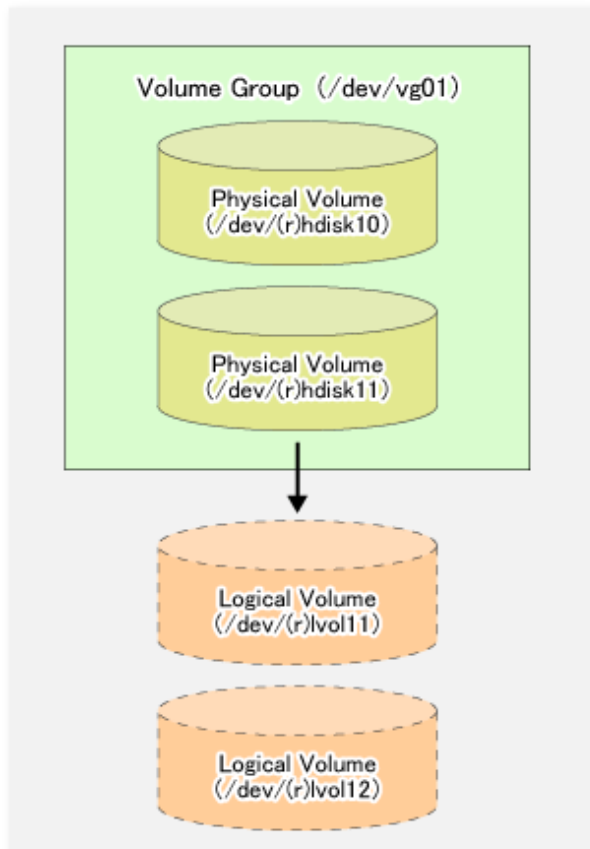 Volume Group (/dev/vg01)
Physical Volume
(/dev/(r)hdisk10)
Physical Volume
(/dev/(r)hdisk11)
Logical Volume
(/dev/(r)lvol11)
Logical Volume
(/dev/(r)lvol12)